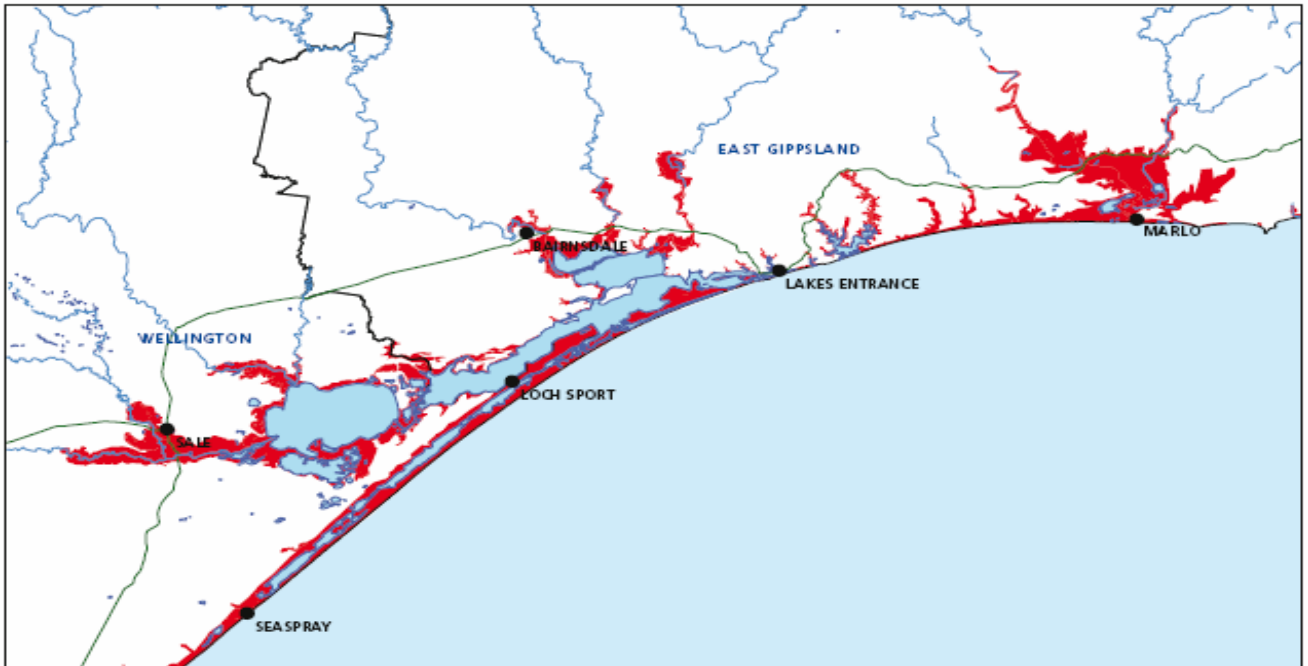 EAST GIPPSLAND
MARLO
BAIRNSDALE
LAKES ENTRANCE
WELLINGTON
LOCH SPORT
SALE
SEASPRAY